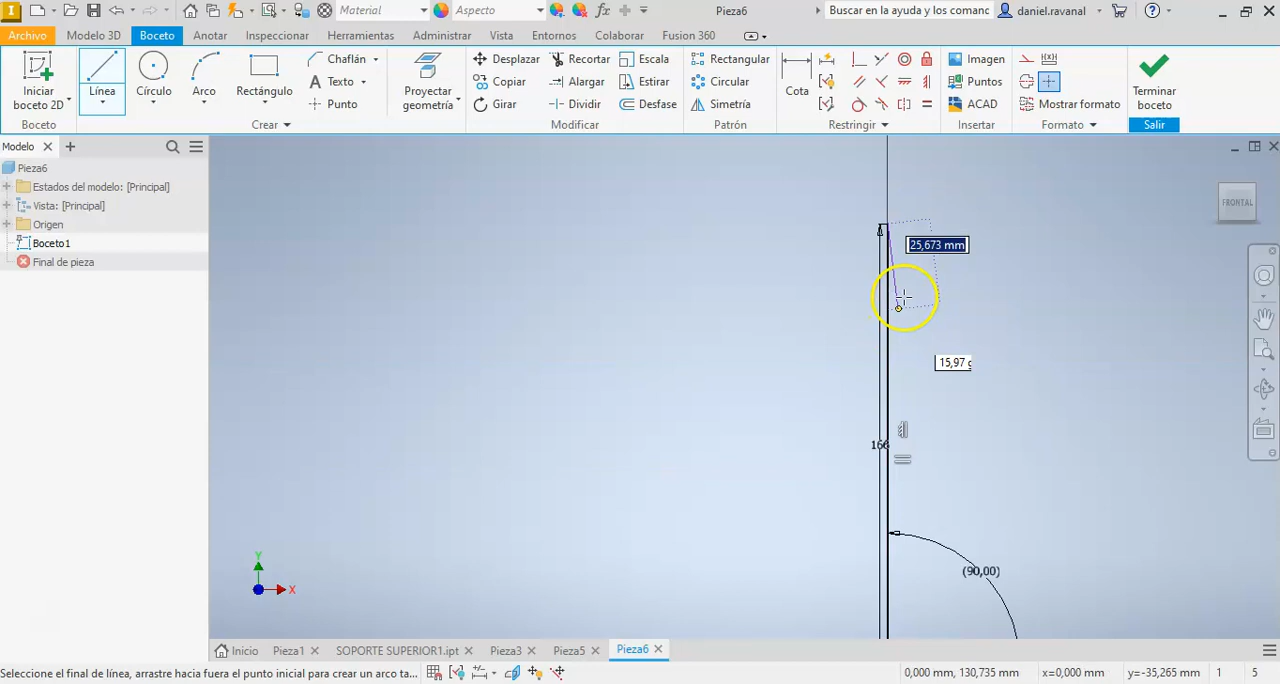 Material Aspecto fx Pieza6 Buscar en la ayuda y los comanc daniel.ravanal
Archivo Modelo 3D Boceto Anotar Inspeccionar Herramientas Administrar Vista Entornos Colaborar Fusion 360
Iniciar boceto 2D
Línea
Círculo
Arco
Rectángulo
Chaflán
Texto
Punto
Proyectar geometría
Desplazar
Copiar
Girar
Recortar
Alargar
Dividir
Escala
Estirar
Desfase
Rectangular
Circular
Simetría
Cota
Imagen
Puntos
ACAD
Mostrar formato
Terminar boceto
Boceto Crear Modificar Patrón Restringir Insertar Formato Salir
Modelo
Pieza6
Estados del modelo: [Principal]
Vista: [Principal]
Origen
Boceto1
Final de pieza
FRONTAL
25,673 mm
15,97 g
166
(90,00)
Y
X
Inicio Pieza1 SOPORTE SUPERIOR1.ipt Pieza3 Pieza5 Pieza6
Seleccione el final de línea, arrastre hacia fuera el punto inicial para crear un arco ta... 0,000 mm, 130,735 mm x=0,000 mm y=-35,265 mm 1 5